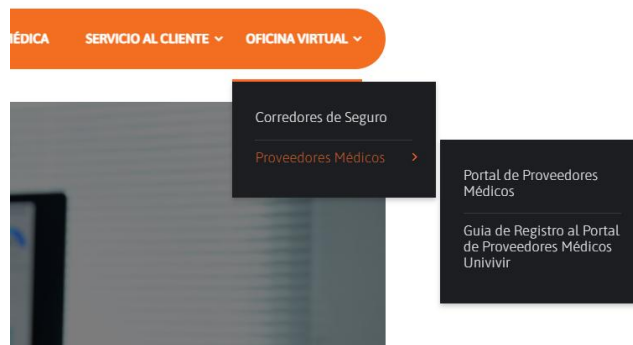 SERVICIO AL CLIENTE
OFICINA VIRTUAL
Corredores de Seguro
Proveedores Médicos
Portal de Proveedores
Médicos
Guia de Registro al Portal
de Proveedores Médicos
Univivir